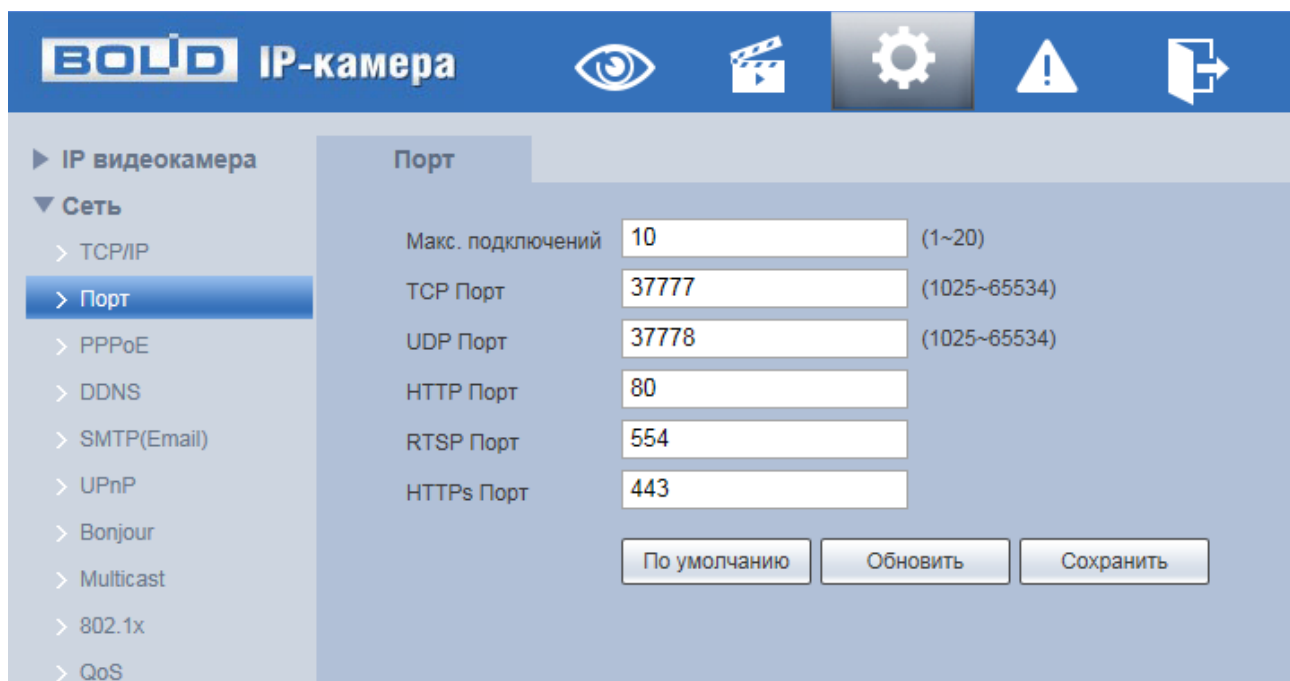 BOLID IP-камера
IP видеокамера
Сеть
TCP/IP
Порт
PPPoE
DDNS
SMTP(Email)
UPnP
Bonjour
Multicast
802.1x
QoS
Порт
Макс. подключений 10 (1~20)
TCP Порт 37777 (1025~65534)
UDP Порт 37778 (1025~65534)
HTTP Порт 80
RTSP Порт 554
HTTPs Порт 443
По умолчанию Обновить Сохранить